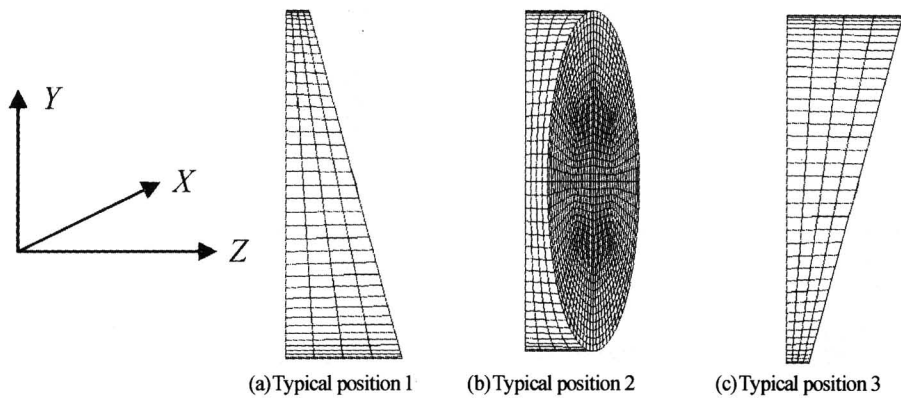 Y
X
Z
(a) Typical position 1
(b) Typical position 2
(c) Typical position 3